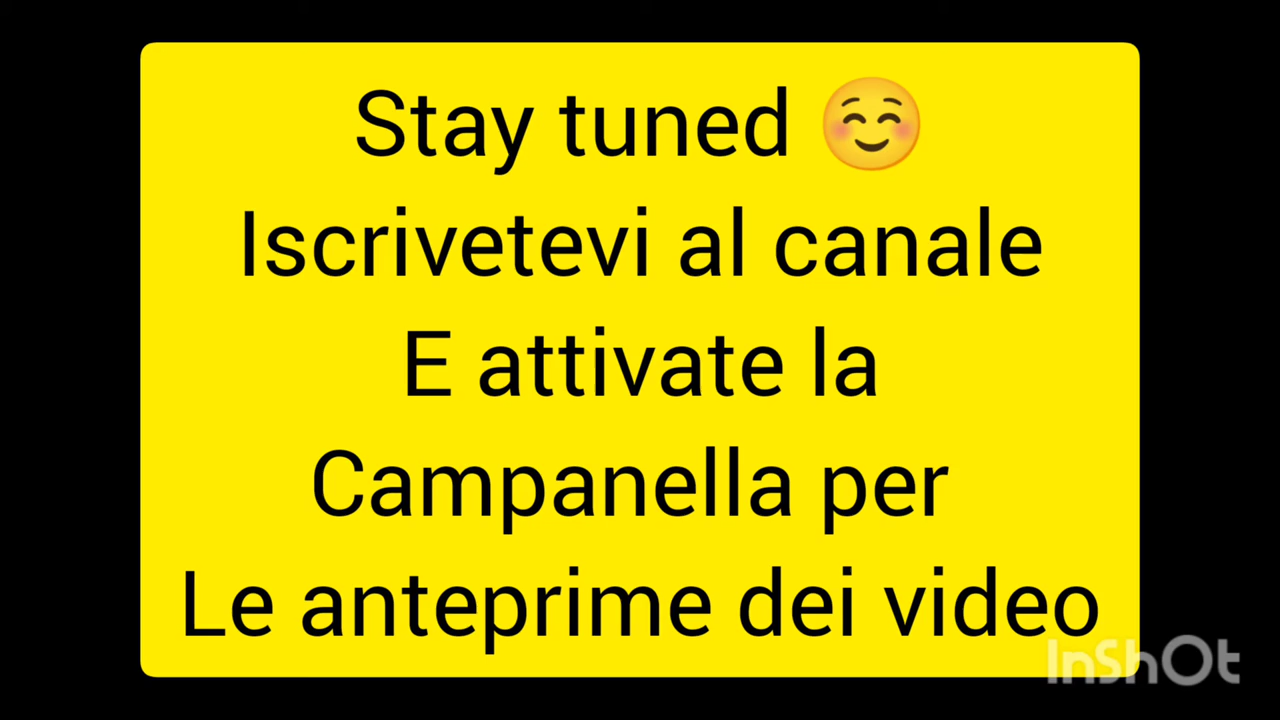 Stay tuned ☺️
Iscrivetevi al canale
E attivate la
Campanella per
Le anteprime dei video
InShOt